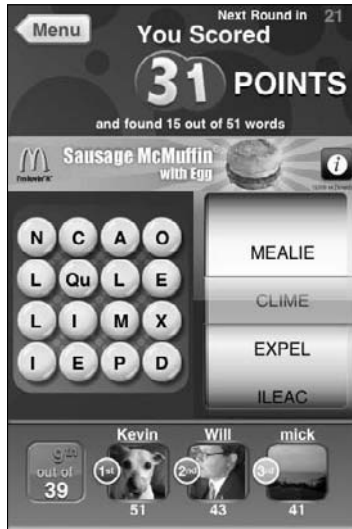 Next Round in 21
Menu
You Scored
31 POINTS
and found 15 out of 51 words
Sausage McMuffin
with Egg
i'm lovin' it
i
N C A O
L Qu L E
L I M X
I E P D
MEALIE
CLIME
EXPEL
ILEAC
Kevin Will mick
9th
out of
39
1st 2nd 3rd
51 43 41